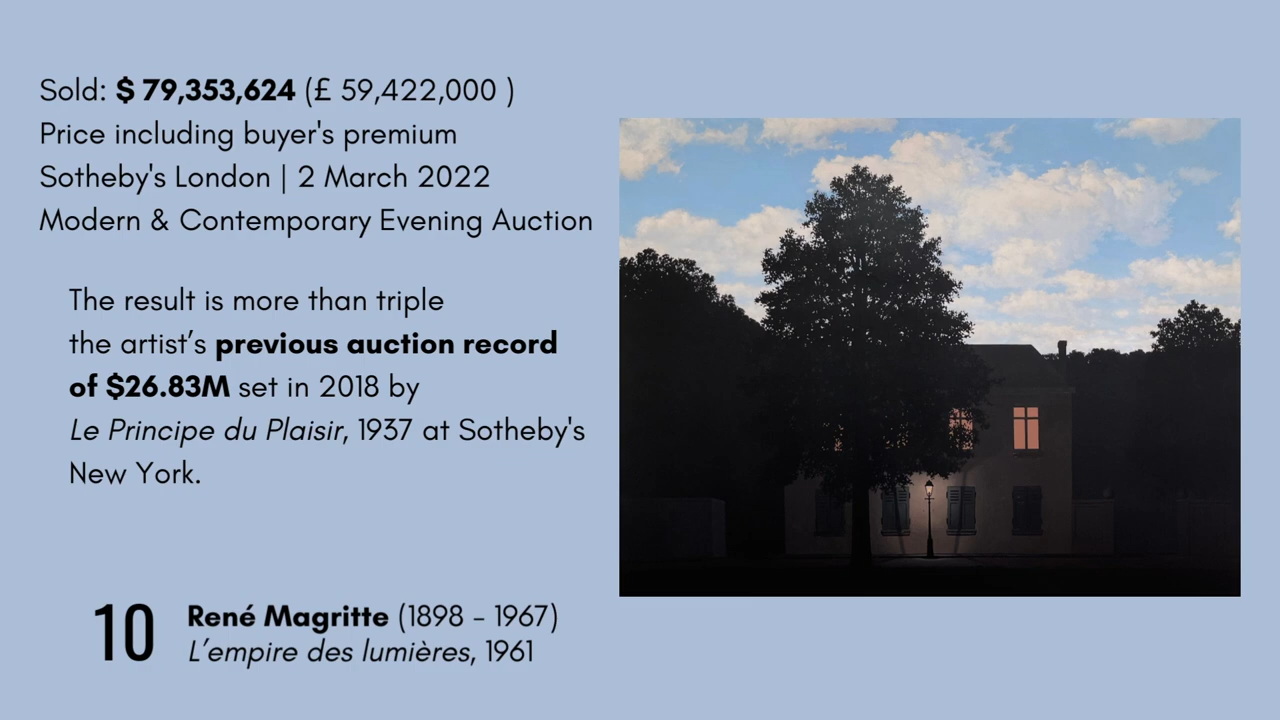 Sold: $ 79,353,624 (£ 59,422,000 )
Price including buyer's premium
Sotheby's London | 2 March 2022
Modern & Contemporary Evening Auction
The result is more than triple
the artist’s previous auction record
of $26.83M set in 2018 by
Le Principe du Plaisir, 1937 at Sotheby's
New York.
10
René Magritte (1898 - 1967)
L’empire des lumières, 1961